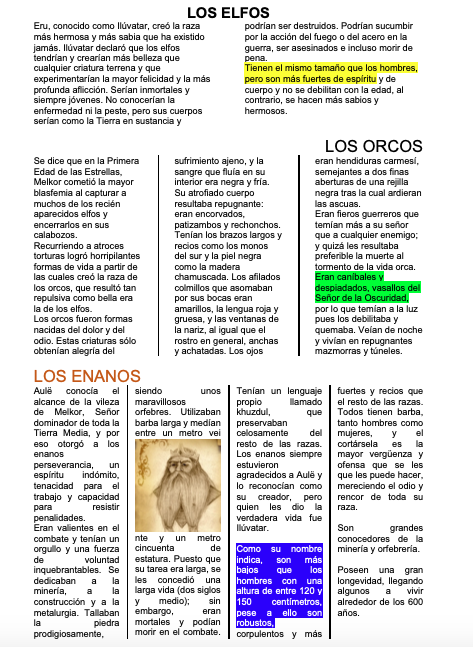 LOS ELFOS
Eru, conocido como Ilúvatar, creó la raza
más hermosa y más sabia que ha existido
jamás. Ilúvatar declaró que los elfos
tendrían y crearían más belleza que
cualquier criatura terrena y que
experimentarían la mayor felicidad y la más
profunda aflicción. Serían inmortales y
siempre jóvenes. No conocerían la
enfermedad ni la peste, pero sus cuerpos
serían como la Tierra en sustancia y
podrían ser destruidos. Podrían sucumbir
por la acción del fuego o del acero en la
guerra, ser asesinados e incluso morir de
pena.
Tienen el mismo tamaño que los hombres,
pero son más fuertes de espíritu y de
cuerpo y no se debilitan con la edad, al
contrario, se hacen más sabios y
hermosos.
LOS ORCOS
Se dice que en la Primera
Edad de las Estrellas,
Melkor cometió la mayor
blasfemia al capturar a
muchos de los recién
aparecidos elfos y
encerrarlos en sus
calabozos.
Recurriendo a atroces
torturas logró horripilantes
formas de vida a partir de
las cuales creó la raza de
los orcos, que resultó tan
repulsiva como bella era
la de los elfos.
Los orcos fueron formas
nacidas del dolor y del
odio. Estas criaturas sólo
obtenían alegría del
sufrimiento ajeno, y la
sangre que fluía en su
interior era negra y fría.
Su atrofiado cuerpo
resultaba repugnante:
eran encorvados,
patizambos y rechonchos.
Tenían los brazos largos y
recios como los monos
del sur y la piel negra
como la madera
chamuscada. Los afilados
colmillos que asomaban
por sus bocas eran
amarillos, la lengua roja y
gruesa, y las ventanas de
la nariz, al igual que el
rostro en general, anchas
y achatadas. Los ojos
eran hendiduras carmesí,
semejantes a dos finas
aberturas de una rejilla
negra tras la cual ardieran
las ascuas.
Eran fieros guerreros que
temían más a su señor
que a cualquier enemigo;
y quizá les resultaba
preferible la muerte al
tormento de la vida orca.
Eran caníbales y
despiadados, vasallos del
Señor de la Oscuridad,
por lo que temían a la luz
pues los debilitaba y
quemaba. Veían de noche
y vivían en repugnantes
mazmorras y túneles.
LOS ENANOS
Aulë conocía el
alcance de la vileza
de Melkor, Señor
dominador de toda la
Tierra Media, y por
eso otorgó a los
enanos
perseverancia, un
espíritu indómito,
tenacidad para el
trabajo y capacidad
para resistir
penalidades.
Eran valientes en el
combate y tenían un
orgullo y una fuerza
de voluntad
inquebrantables. Se
dedicaban a la
minería, a la
construcción y a la
metalurgia. Tallaban
la piedra
prodigiosamente,
siendo unos
maravillosos
orfebres. Utilizaban
barba larga y medían
entre un metro vei
nte y un metro
cincuenta de
estatura. Puesto que
su tarea era larga, se
les concedió una
larga vida (dos siglos
y medio); sin
embargo, eran
mortales y podían
morir en el combate.
Tenían un lenguaje
propio llamado
khuzdul, que
preservaban
celosamente del
resto de las razas.
Los enanos siempre
estuvieron
agradecidos a Aulë y
lo reconocían como
su creador, pero
quien les dio la
verdadera vida fue
Ilúvatar.
Como su nombre
indica, son más
bajos que los
hombres con una
altura de entre 120 y
150 centímetros,
pese a ello son
robustos,
corpulentos y más
fuertes y recios que
el resto de las razas.
Todos tienen barba,
tanto hombres como
mujeres, y el
cortársela es la
mayor vergüenza y
ofensa que se les
que les puede hacer,
mereciendo el odio y
rencor de toda su
raza.
Son grandes
conocedores de la
minería y orfebrería.
Poseen una gran
longevidad, llegando
algunos a vivir
alrededor de los 600
años.